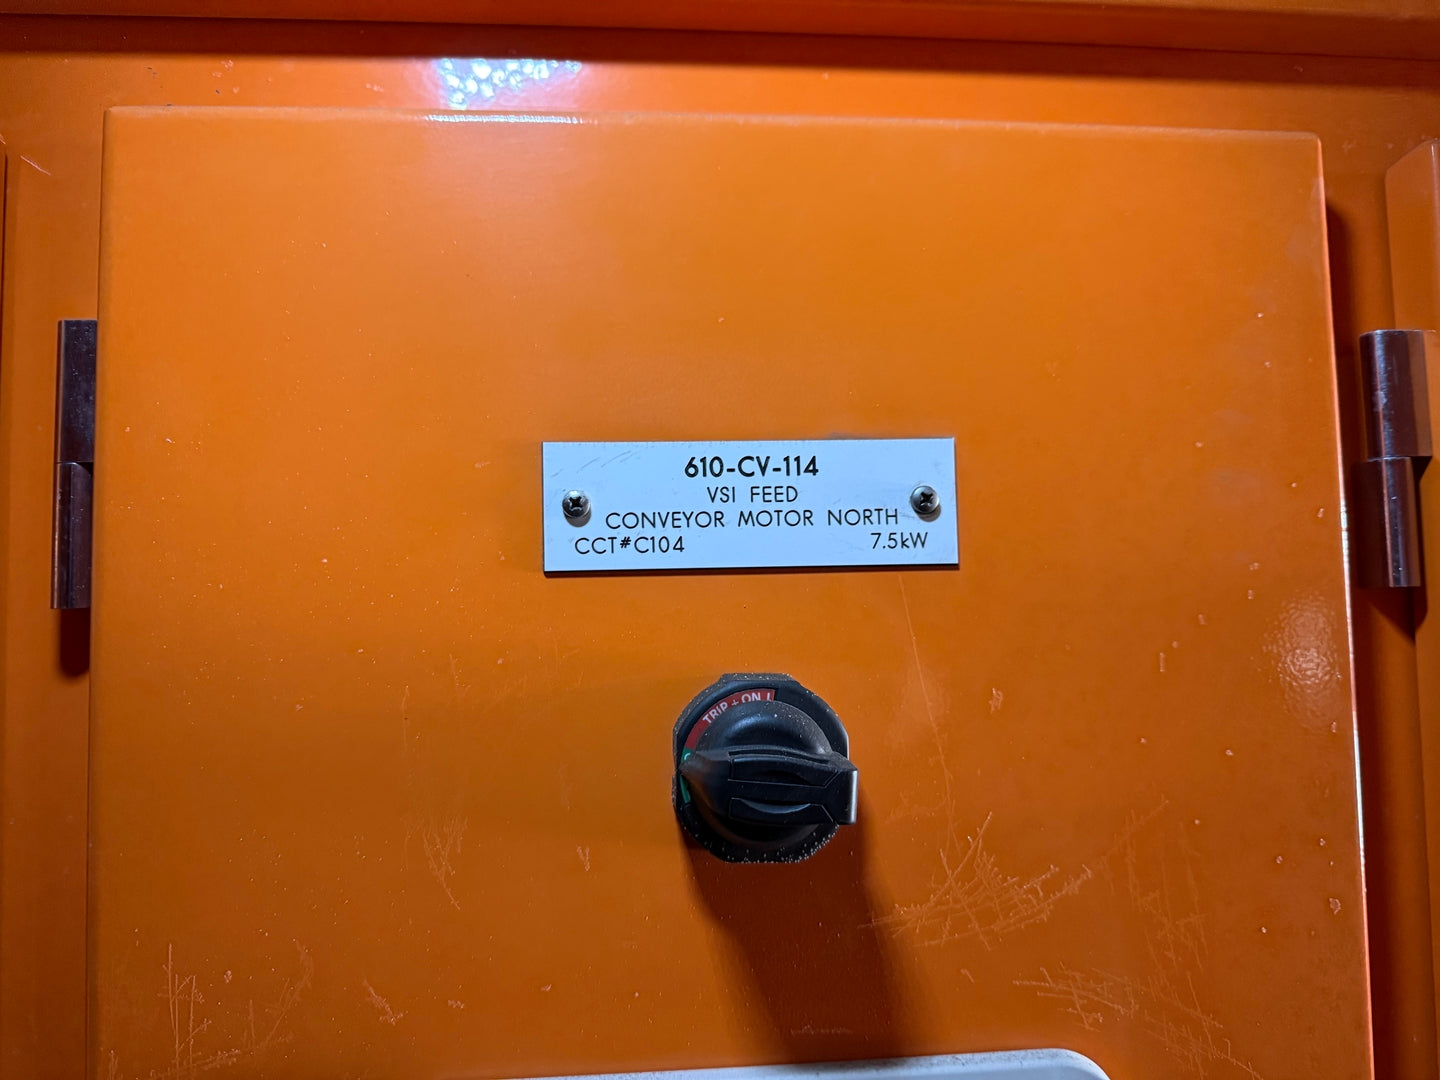 610-CV-114
VSI FEED
CONVEYOR MOTOR NORTH
CCT#C104 7.5kW
TRIP + ON I